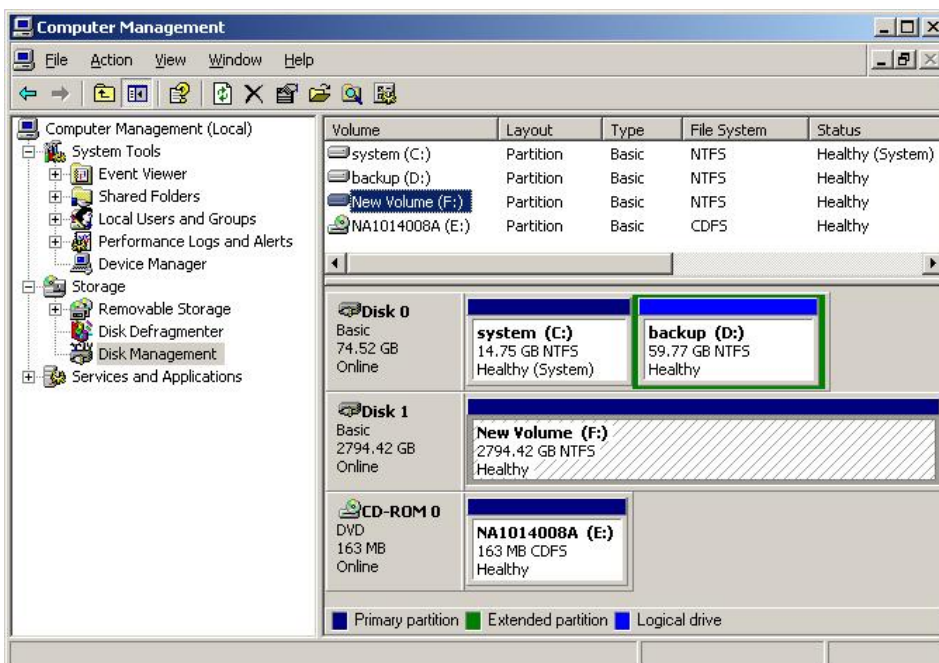 Computer Management
File Action View Window Help
Computer Management (Local)
System Tools
Event Viewer
Shared Folders
Local Users and Groups
Performance Logs and Alerts
Device Manager
Storage
Removable Storage
Disk Defragmenter
Disk Management
Services and Applications
Volume Layout Type File System Status
system (C:) Partition Basic NTFS Healthy (System)
backup (D:) Partition Basic NTFS Healthy
New Volume (F:) Partition Basic NTFS Healthy
NA1014008A (E:) Partition Basic CDFS Healthy
Disk 0
Basic
74.52 GB
Online
system (C:)
14.75 GB NTFS
Healthy (System)
backup (D:)
59.77 GB NTFS
Healthy
Disk 1
Basic
2794.42 GB
Online
New Volume (F:)
2794.42 GB NTFS
Healthy
CD-ROM 0
DVD
163 MB
Online
NA1014008A (E:)
163 MB CDFS
Healthy
Primary partition Extended partition Logical drive